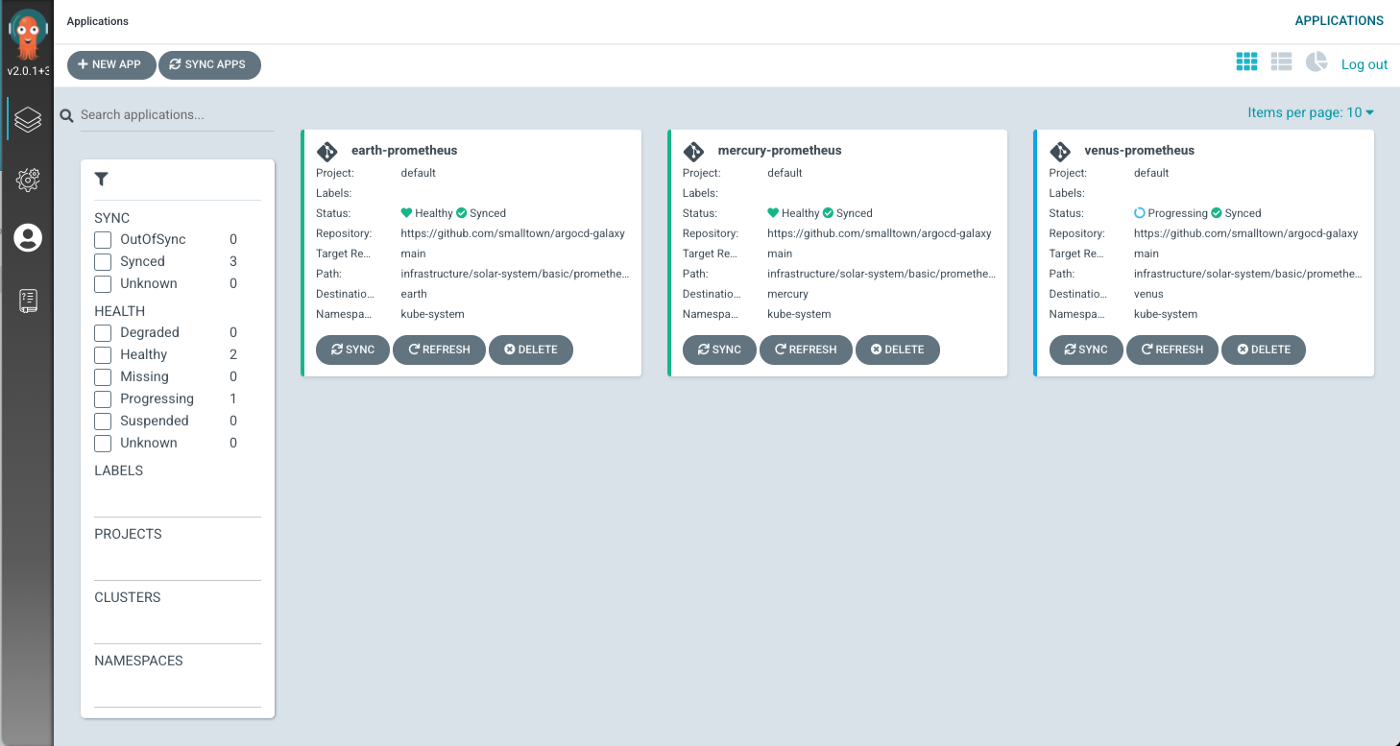 Applications
APPLICATIONS
v2.0.1+3
NEW APP
SYNC APPS
Log out
Search applications...
Items per page: 10
SYNC
OutOfSync 0
Synced 3
Unknown 0
HEALTH
Degraded 0
Healthy 2
Missing 0
Progressing 1
Suspended 0
Unknown 0
LABELS
PROJECTS
CLUSTERS
NAMESPACES
earth-prometheus
Project: default
Labels:
Status: Healthy Synced
Repository: https://github.com/smalltown/argocd-galaxy
Target Re... main
Path: infrastructure/solar-system/basic/promethe...
Destinatio... earth
Namespa... kube-system
SYNC REFRESH DELETE
mercury-prometheus
Project: default
Labels:
Status: Healthy Synced
Repository: https://github.com/smalltown/argocd-galaxy
Target Re... main
Path: infrastructure/solar-system/basic/promethe...
Destinatio... mercury
Namespa... kube-system
SYNC REFRESH DELETE
venus-prometheus
Project: default
Labels:
Status: Progressing Synced
Repository: https://github.com/smalltown/argocd-galaxy
Target Re... main
Path: infrastructure/solar-system/basic/promethe...
Destinatio... venus
Namespa... kube-system
SYNC REFRESH DELETE